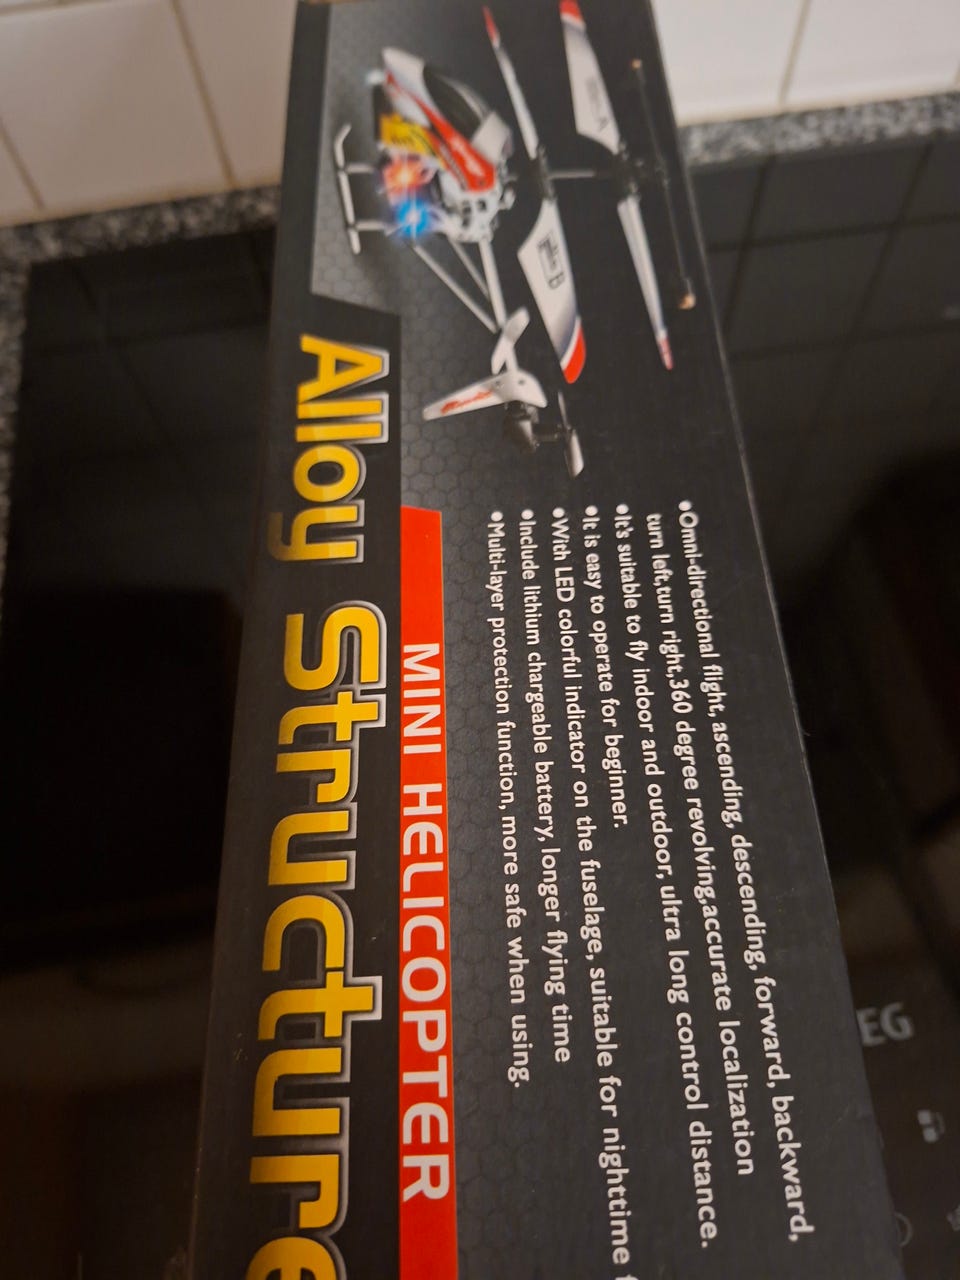 •Omni-directional flight, ascending, descending, forward, backward,
turn left,turn right,360 degree revolving,accurate localization
•It's suitable to fly indoor and outdoor, ultra long control distance.
•It is easy to operate for beginner.
•With LED colorful indicator on the fuselage, suitable for nighttime
•Include lithium chargeable battery, longer flying time
•Multi-layer protection function, more safe when using.
MINI HELICOPTER
Alloy Structure
A
B
EG